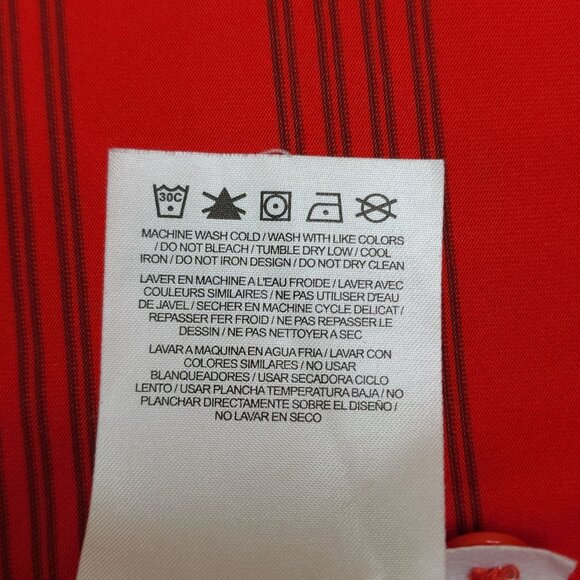 30C
MACHINE WASH COLD / WASH WITH LIKE COLORS
/ DO NOT BLEACH / TUMBLE DRY LOW / COOL
IRON / DO NOT IRON DESIGN / DO NOT DRY CLEAN
LAVER EN MACHINE A L'EAU FROIDE / LAVER AVEC
COULEURS SIMILAIRES / NE PAS UTILISER D'EAU
DE JAVEL / SECHER EN MACHINE CYCLE DELICAT /
REPASSER FER FROID / NE PAS REPASSER LE
DESSIN / NE PAS NETTOYER A SEC
LAVAR A MAQUINA EN AGUA FRIA / LAVAR CON
COLORES SIMILARES / NO USAR
BLANQUEADORES / USAR SECADORA CICLO
LENTO / USAR PLANCHA TEMPERATURA BAJA / NO
PLANCHAR DIRECTAMENTE SOBRE EL DISEÑO /
NO LAVAR EN SECO